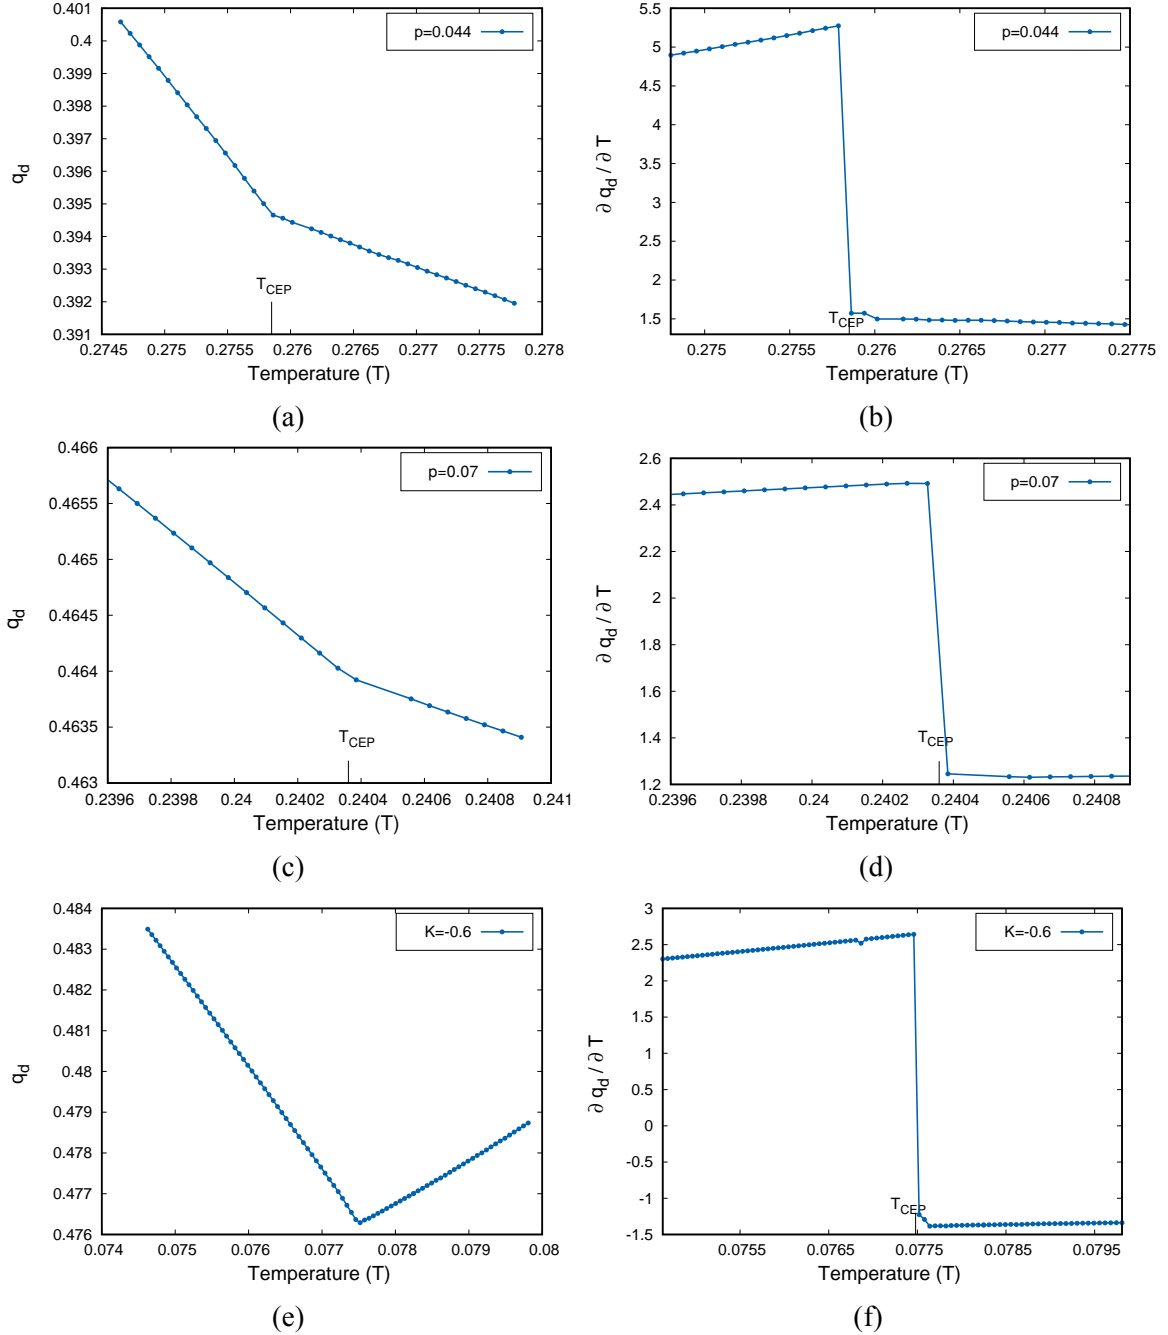 0.401
0.4
0.399
0.398
0.397
0.396
0.395
0.394
0.393
0.392
0.391
q_d
p=0.044
T_CEP
0.2745 0.275 0.2755 0.276 0.2765 0.277 0.2775 0.278
Temperature (T)
(a)
5.5
5
4.5
4
3.5
3
2.5
2
1.5
∂ q_d / ∂ T
p=0.044
T_CEP
0.275 0.2755 0.276 0.2765 0.277 0.2775
Temperature (T)
(b)
0.466
0.4655
0.465
0.4645
0.464
0.4635
0.463
q_d
p=0.07
T_CEP
0.2396 0.2398 0.24 0.2402 0.2404 0.2406 0.2408 0.241
Temperature (T)
(c)
2.6
2.4
2.2
2
1.8
1.6
1.4
1.2
∂ q_d / ∂ T
p=0.07
T_CEP
0.2396 0.2398 0.24 0.2402 0.2404 0.2406 0.2408
Temperature (T)
(d)
0.484
0.483
0.482
0.481
0.48
0.479
0.478
0.477
0.476
q_d
K=-0.6
0.074 0.075 0.076 0.077 0.078 0.079 0.08
Temperature (T)
(e)
3
2.5
2
1.5
1
0.5
0
-0.5
-1
-1.5
∂ q_d / ∂ T
K=-0.6
T_CEP
0.0755 0.0765 0.0775 0.0785 0.0795
Temperature (T)
(f)